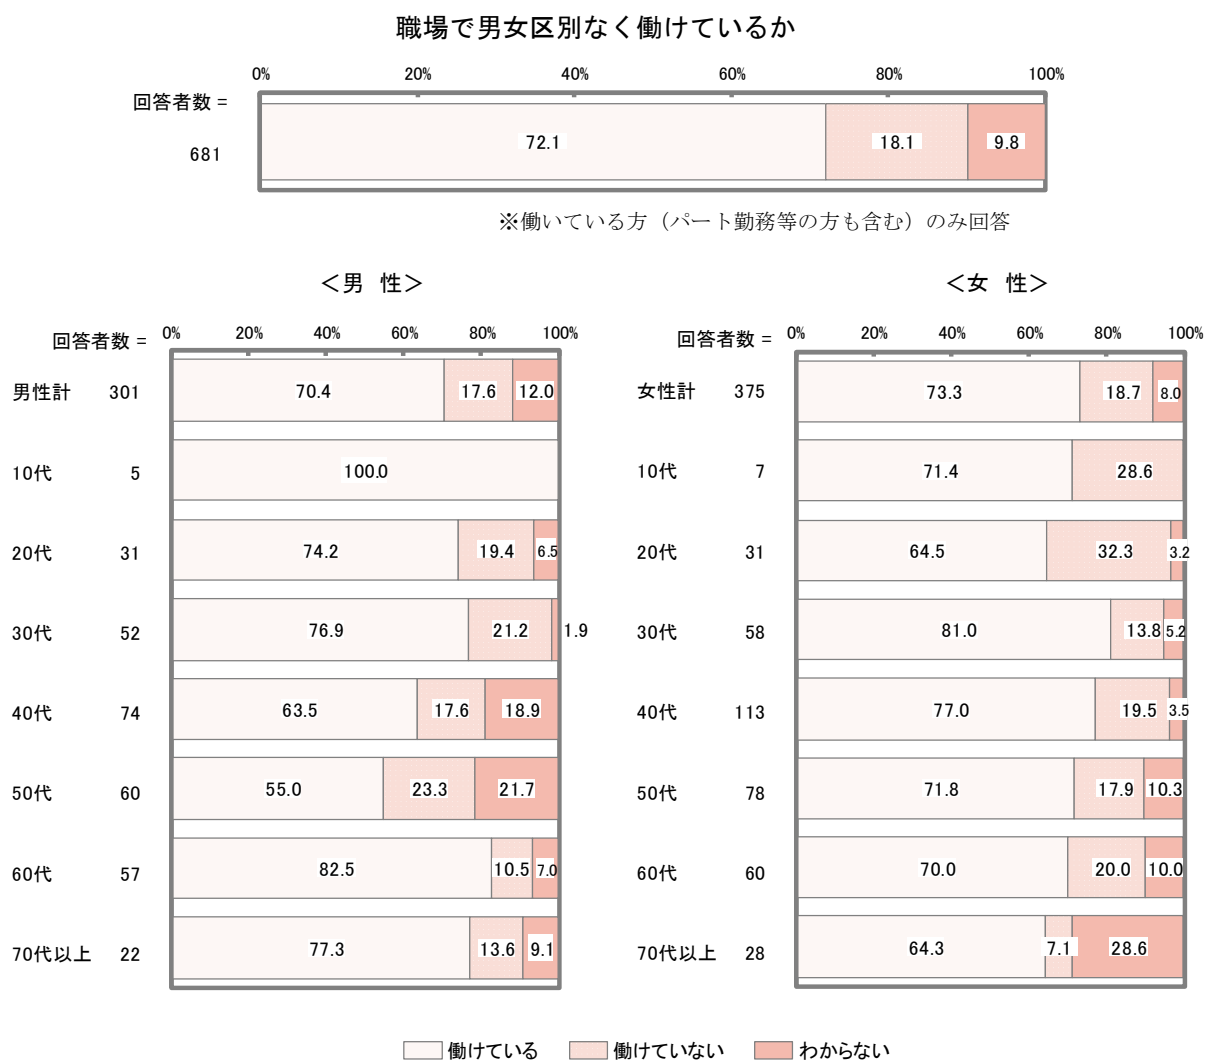 職場で男女区別なく働けているか
0% 20% 40% 60% 80% 100%
回答者数 =
681 72.1 18.1 9.8
※働いている方（パート勤務等の方も含む）のみ回答
＜男 性＞
0% 20% 40% 60% 80% 100%
回答者数 =
男性計 301 70.4 17.6 12.0
10代 5 100.0
20代 31 74.2 19.4 6.5
30代 52 76.9 21.2 1.9
40代 74 63.5 17.6 18.9
50代 60 55.0 23.3 21.7
60代 57 82.5 10.5 7.0
70代以上 22 77.3 13.6 9.1
＜女 性＞
0% 20% 40% 60% 80% 100%
回答者数 =
女性計 375 73.3 18.7 8.0
10代 7 71.4 28.6
20代 31 64.5 32.3 3.2
30代 58 81.0 13.8 5.2
40代 113 77.0 19.5 3.5
50代 78 71.8 17.9 10.3
60代 60 70.0 20.0 10.0
70代以上 28 64.3 7.1 28.6
働けている 働けていない わからない